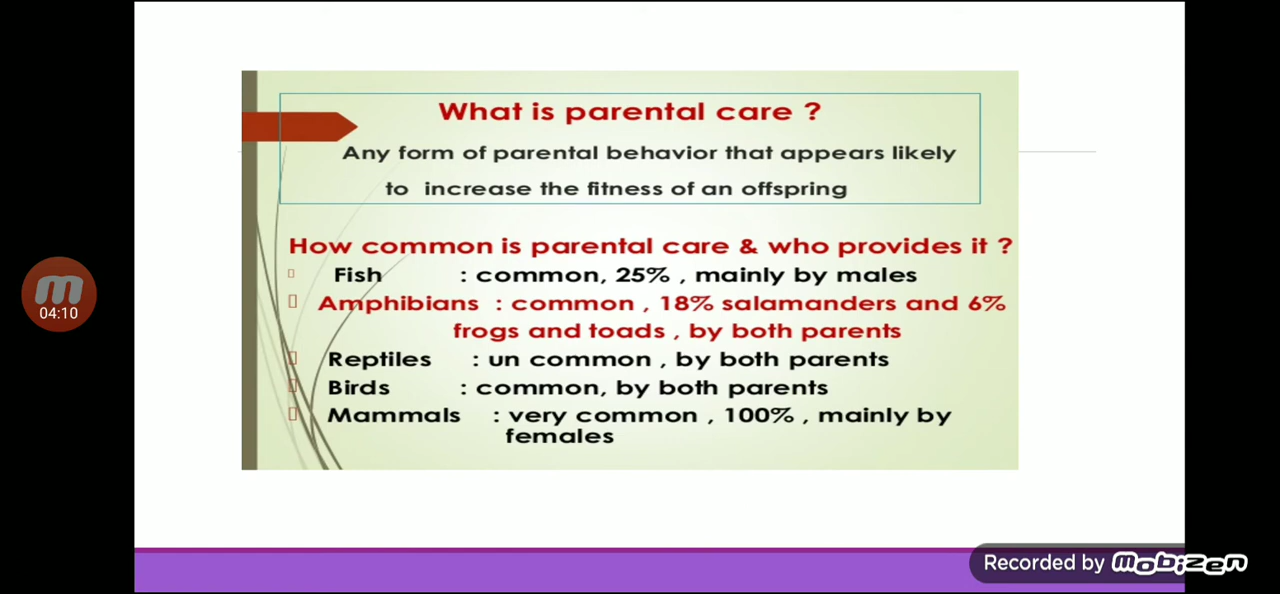 What is parental care ?
Any form of parental behavior that appears likely
to increase the fitness of an offspring
How common is parental care & who provides it ?
Fish : common, 25% , mainly by males
Amphibians : common , 18% salamanders and 6%
frogs and toads , by both parents
Reptiles : un common , by both parents
Birds : common, by both parents
Mammals : very common , 100% , mainly by
females
04:10
Recorded by mobizen